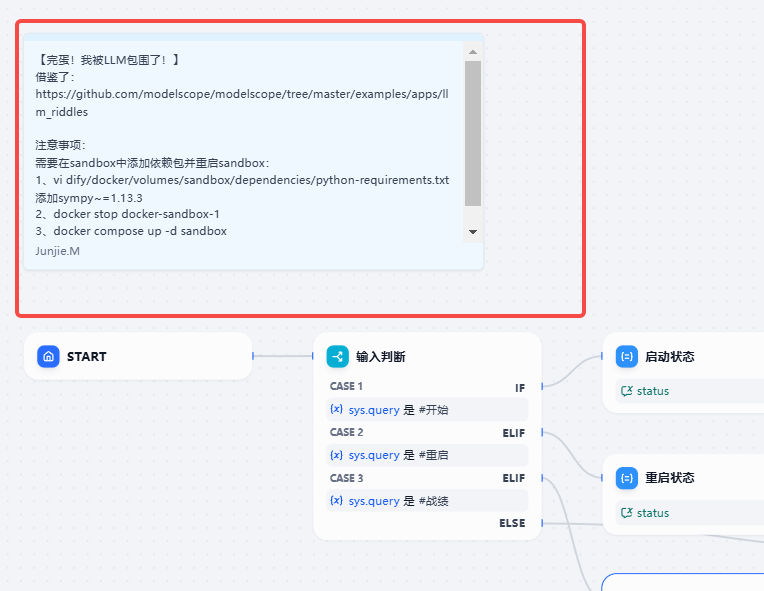 【完蛋！我被LLM包围了！】
借鉴了：
https://github.com/modelscope/modelscope/tree/master/examples/apps/ll
m_riddles
注意事项：
需要在sandbox中添加依赖包并重启sandbox：
1、vi dify/docker/volumes/sandbox/dependencies/python-requirements.txt
添加sympy~=1.13.3
2、docker stop docker-sandbox-1
3、docker compose up -d sandbox
Junjie.M
START
输入判断
CASE 1
IF
{x} sys.query 是 #开始
CASE 2
ELIF
{x} sys.query 是 #重启
CASE 3
ELIF
{x} sys.query 是 #战绩
ELSE
启动状态
status
重启状态
status